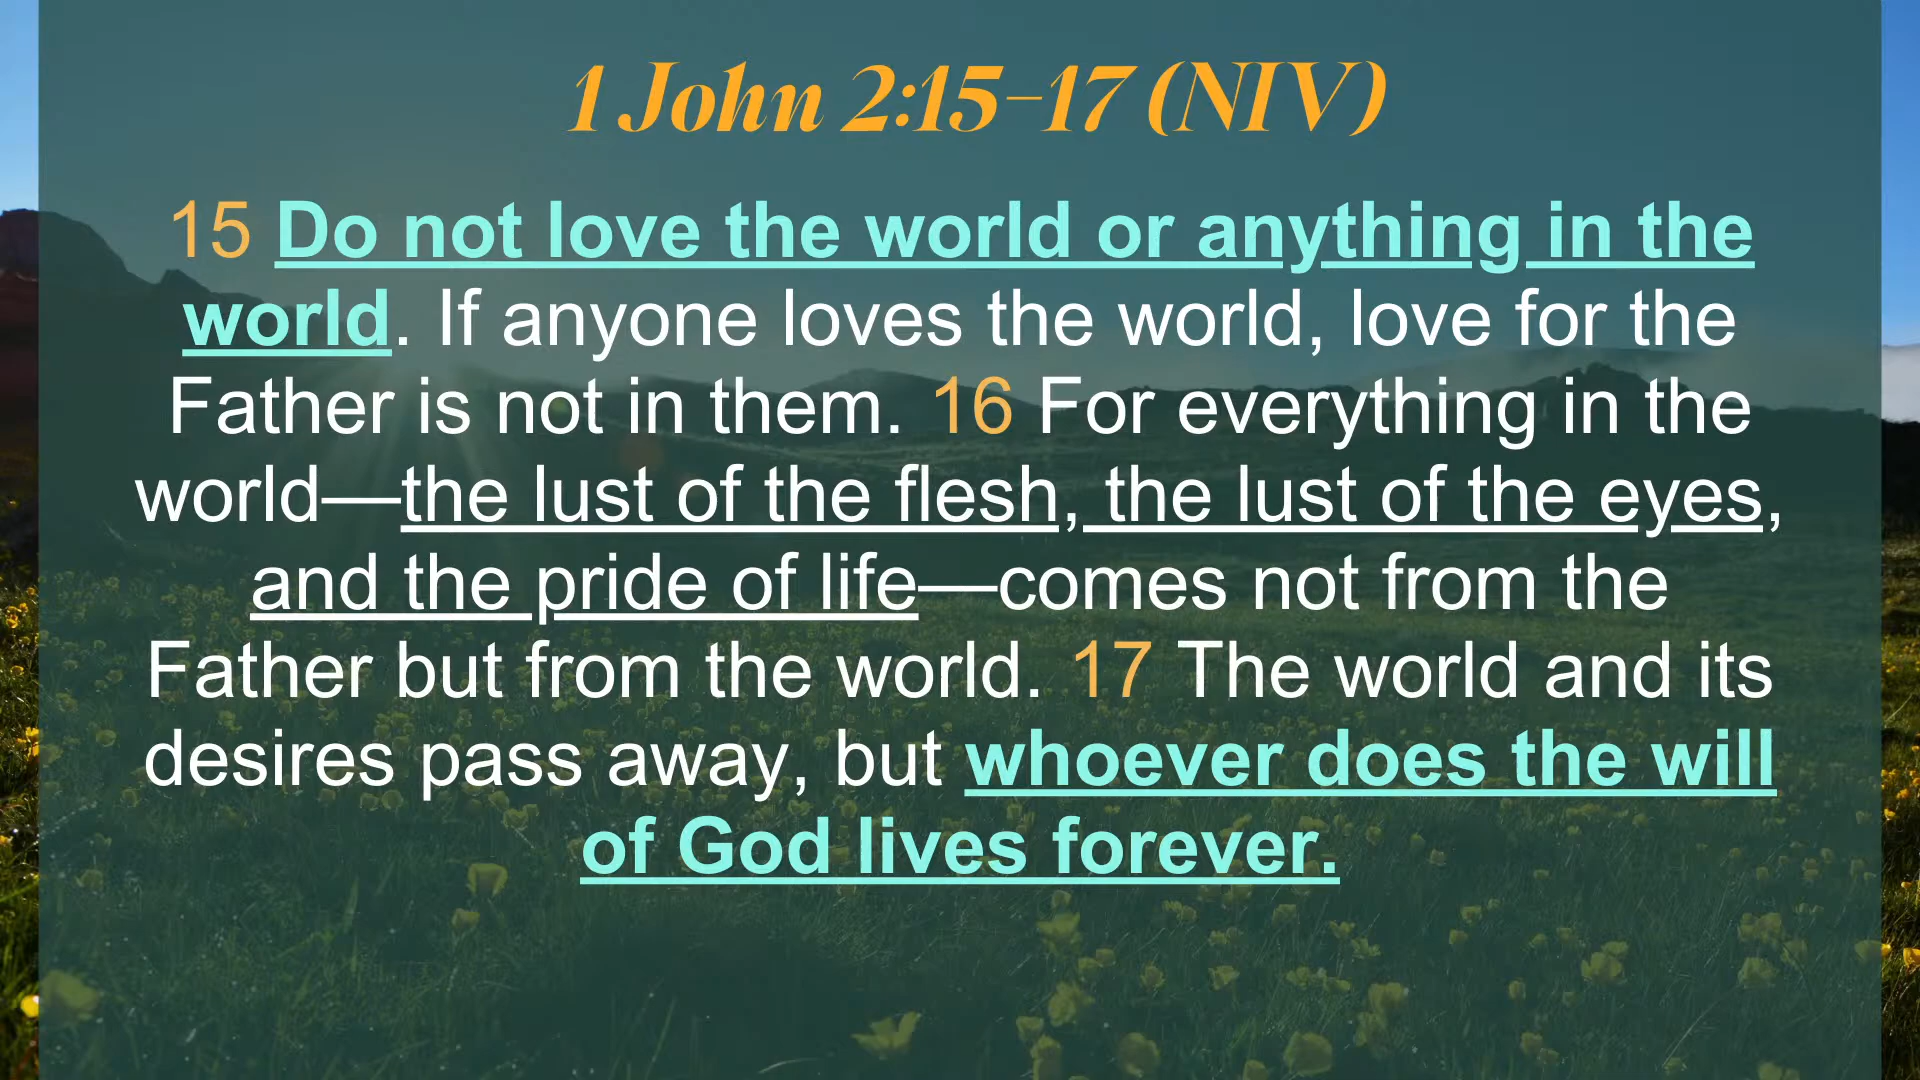 1 John 2:15–17 (NIV)
15 Do not love the world or anything in the
world. If anyone loves the world, love for the
Father is not in them. 16 For everything in the
world—the lust of the flesh, the lust of the eyes,
and the pride of life—comes not from the
Father but from the world. 17 The world and its
desires pass away, but whoever does the will
of God lives forever.